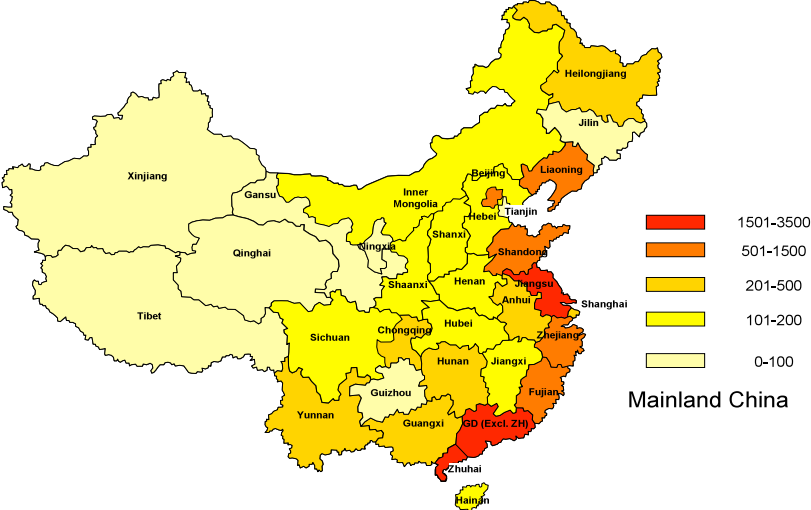 Heilongjiang
Jilin
Xinjiang
Beijing
Liaoning
Gansu
Inner
Mongolia
Tianjin
Hebei
Shanxi
Ningxia
Qinghai
Shandong
1501-3500
501-1500
Shaanxi
Henan
Jiangsu
201-500
Anhui
Shanghai
Tibet
Hubei
101-200
Chongqing
Sichuan
Zhejiang
Hunan
Jiangxi
0-100
Guizhou
Fujian
Mainland China
Yunnan
Guangxi
GD (Excl. ZH)
Zhuhai
Hainan